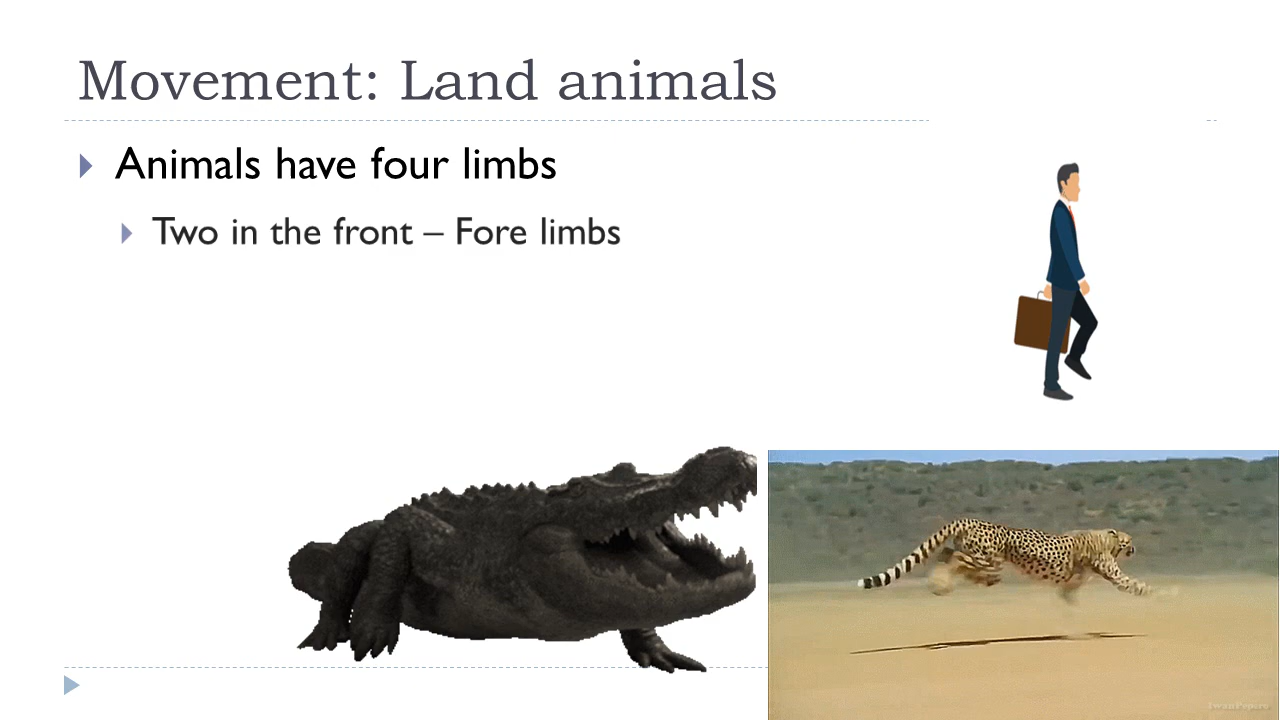 Movement: Land animals
Animals have four limbs
Two in the front – Fore limbs